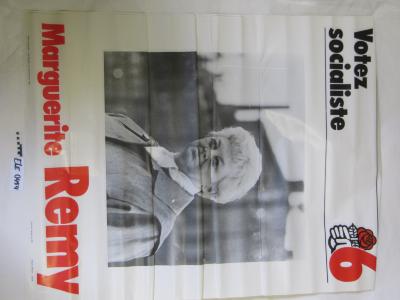 Votez
socialiste
6
Marguerite Remy